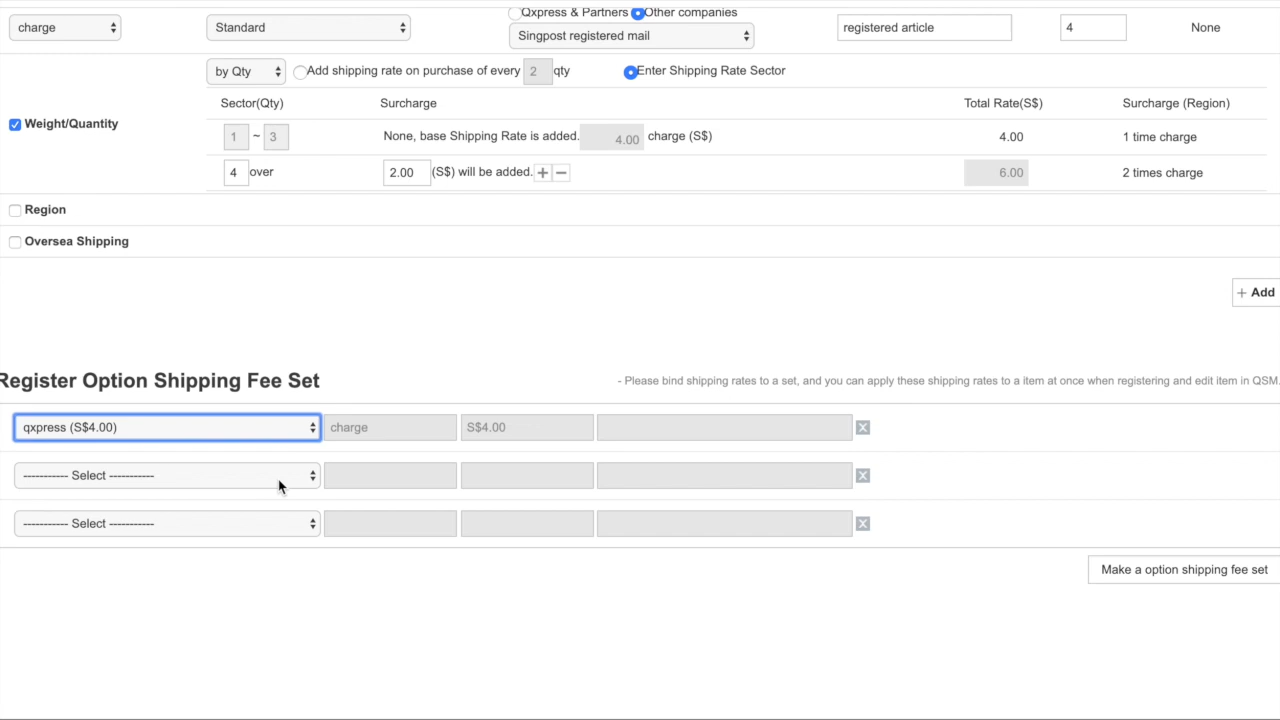 Qxpress & Partners Other companies
charge Standard Singpost registered mail registered article 4 None
by Qty Add shipping rate on purchase of every 2 qty Enter Shipping Rate Sector
Sector(Qty) Surcharge Total Rate(S$) Surcharge (Region)
Weight/Quantity
1 ~ 3 None, base Shipping Rate is added. 4.00 charge (S$) 4.00 1 time charge
4 over 2.00 (S$) will be added. + − 6.00 2 times charge
Region
Oversea Shipping
+ Add
Register Option Shipping Fee Set - Please bind shipping rates to a set, and you can apply these shipping rates to a item at once when registering and edit item in QSM.
qxpress (S$4.00) charge S$4.00 X
----------- Select ----------- X
----------- Select ----------- X
Make a option shipping fee set